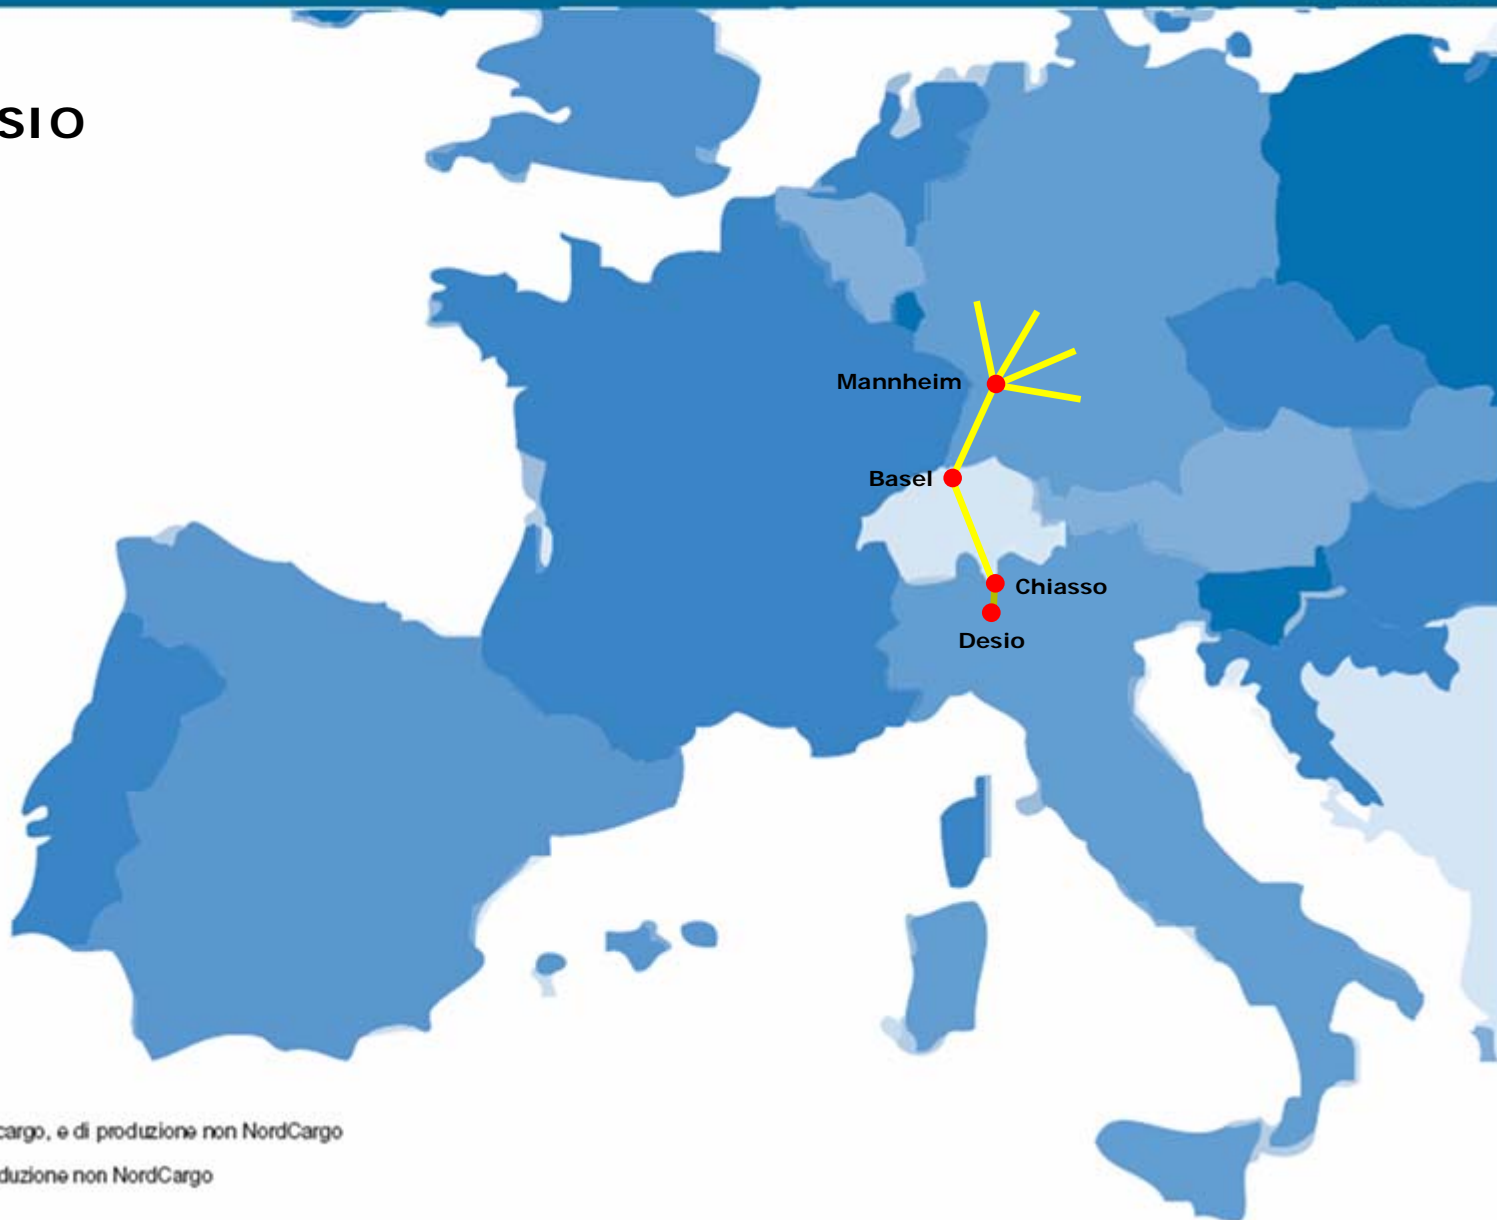 SIO
Mannheim
Basel
Chiasso
Desio
cargo, e di produzione non NordCargo
duzione non NordCargo